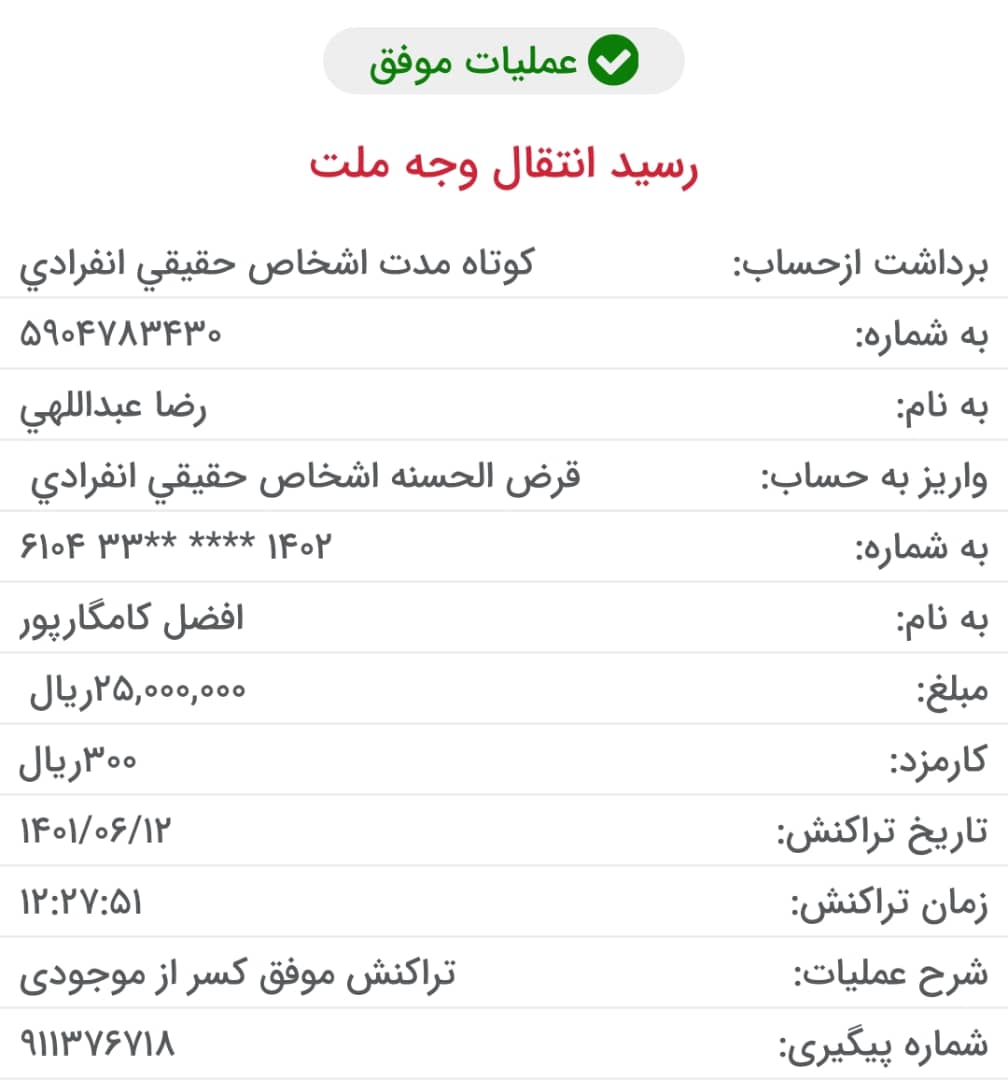 عملیات موفق
رسید انتقال وجه ملت
برداشت ازحساب: کوتاه مدت اشخاص حقيقي انفرادي
به شماره: ۵۹۰۴۷۸۳۴۳۰
به نام: رضا عبداللهي
واریز به حساب: قرض الحسنه اشخاص حقيقي انفرادي
به شماره: ۶۱۰۴ ۳۳** **** ۱۴۰۲
به نام: افضل کامگارپور
مبلغ: ۲۵,۰۰۰,۰۰۰ریال
کارمزد: ۳۰۰ریال
تاریخ تراکنش: ۱۴۰۱/۰۶/۱۲
زمان تراکنش: ۱۲:۲۷:۵۱
شرح عملیات: تراکنش موفق کسر از موجودی
شماره پیگیری: ۹۱۱۳۷۶۷۱۸